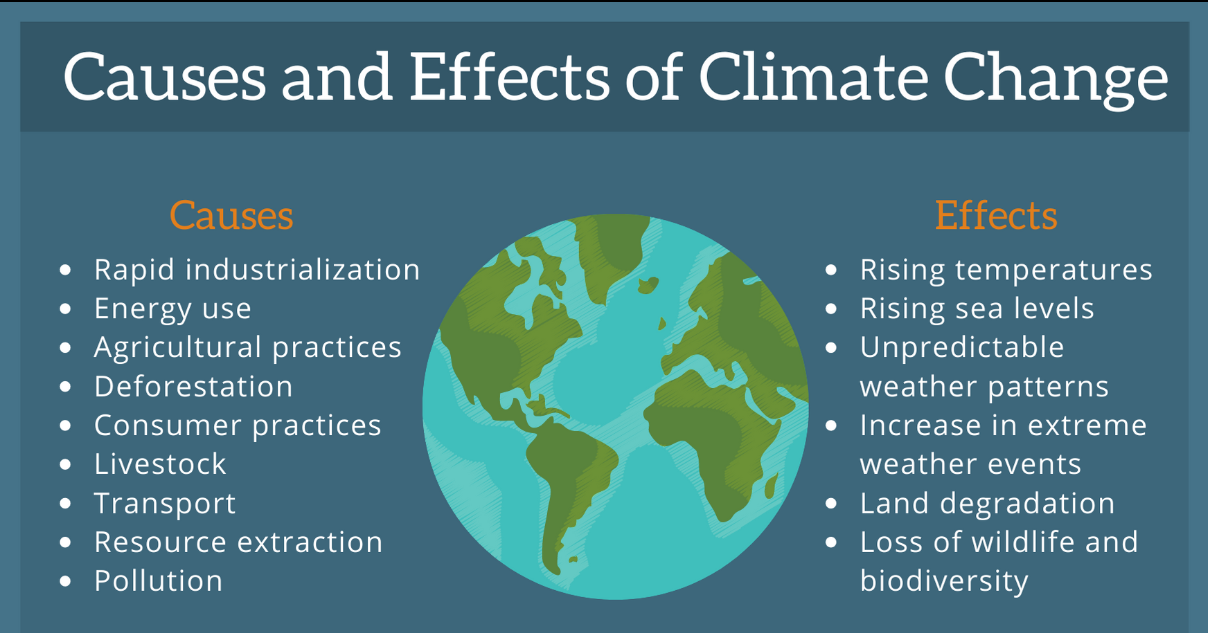 Causes and Effects of Climate Change
Causes
• Rapid industrialization
• Energy use
• Agricultural practices
• Deforestation
• Consumer practices
• Livestock
• Transport
• Resource extraction
• Pollution
Effects
• Rising temperatures
• Rising sea levels
• Unpredictable
weather patterns
• Increase in extreme
weather events
• Land degradation
• Loss of wildlife and
biodiversity